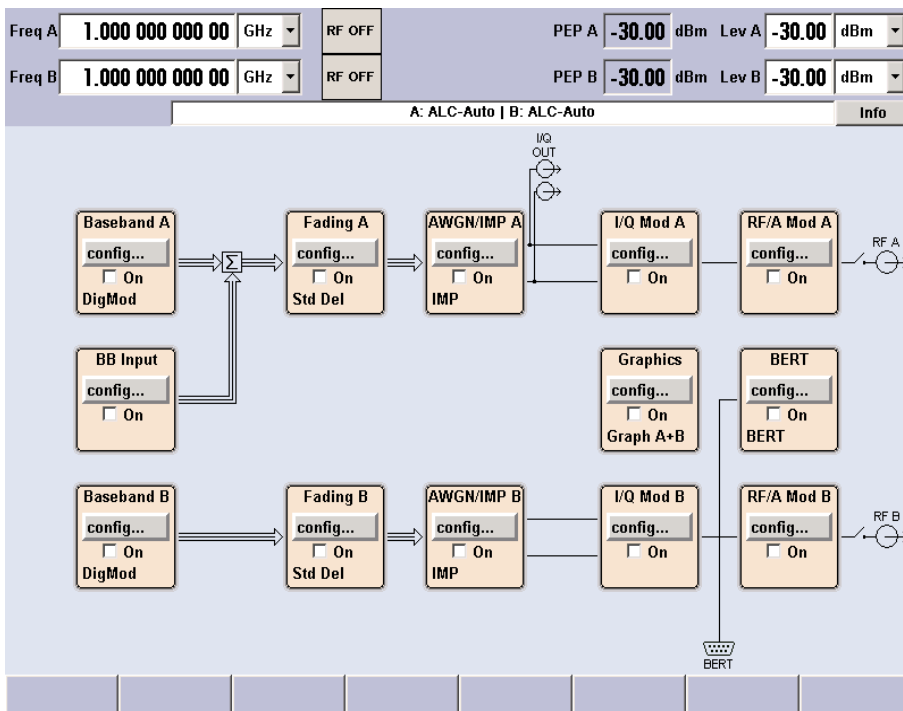 Freq A 1.000 000 000 00 GHz RF OFF PEP A -30.00 dBm Lev A -30.00 dBm
Freq B 1.000 000 000 00 GHz RF OFF PEP B -30.00 dBm Lev B -30.00 dBm
A: ALC-Auto | B: ALC-Auto Info
I/Q
OUT
Baseband A Fading A AWGN/IMP A I/Q Mod A RF/A Mod A
RF A
config... config... config... config... config...
On Σ On On On On
DigMod Std Del IMP
BB Input Graphics BERT
config... config... config...
On On On
Graph A+B BERT
Baseband B Fading B AWGN/IMP B I/Q Mod B RF/A Mod B
RF B
config... config... config... config... config...
On On On On On
DigMod Std Del IMP
BERT